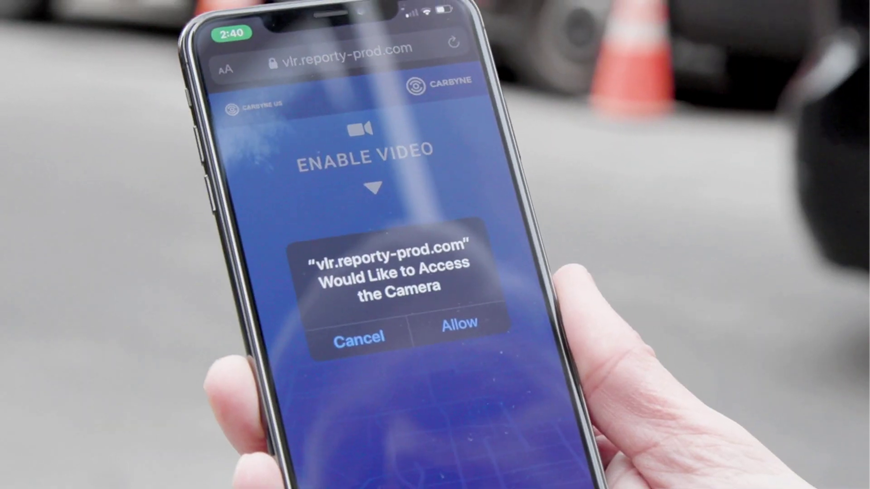 2:40
AA vlr.reporty-prod.com
CARBYNE US
CARBYNE
ENABLE VIDEO
"vlr.reporty-prod.com"
Would Like to Access
the Camera
Cancel Allow